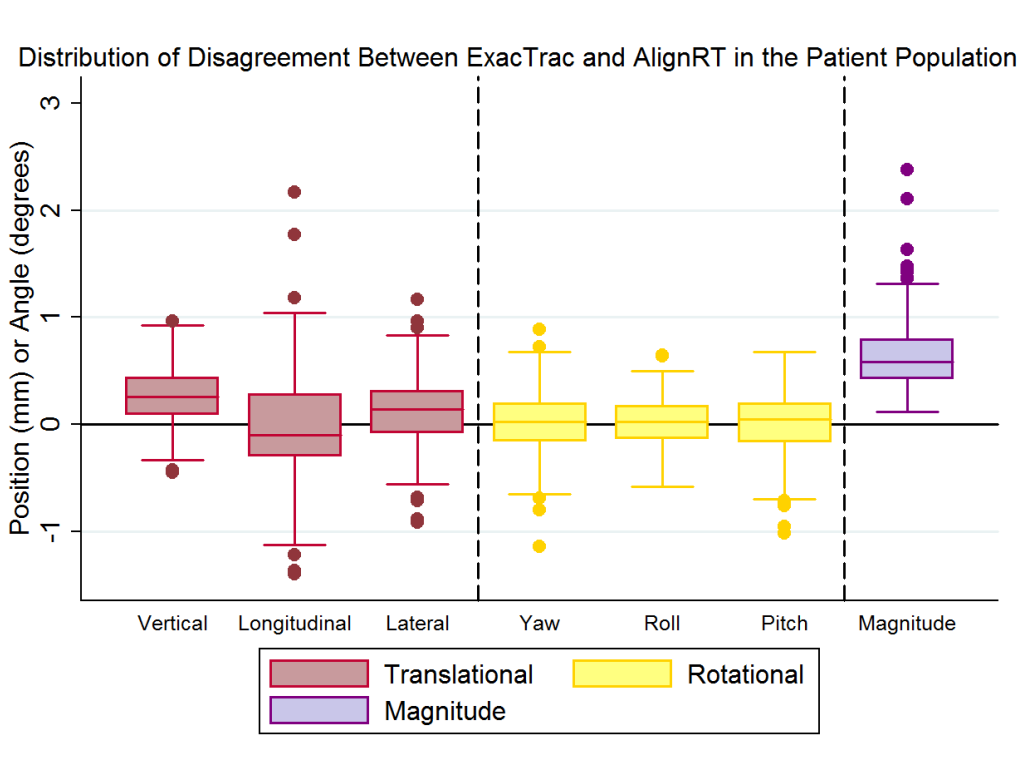 Distribution of Disagreement Between ExacTrac and AlignRT in the Patient Population
Position (mm) or Angle (degrees)
3
2
1
0
-1
Vertical Longitudinal Lateral Yaw Roll Pitch Magnitude
Translational Rotational
Magnitude